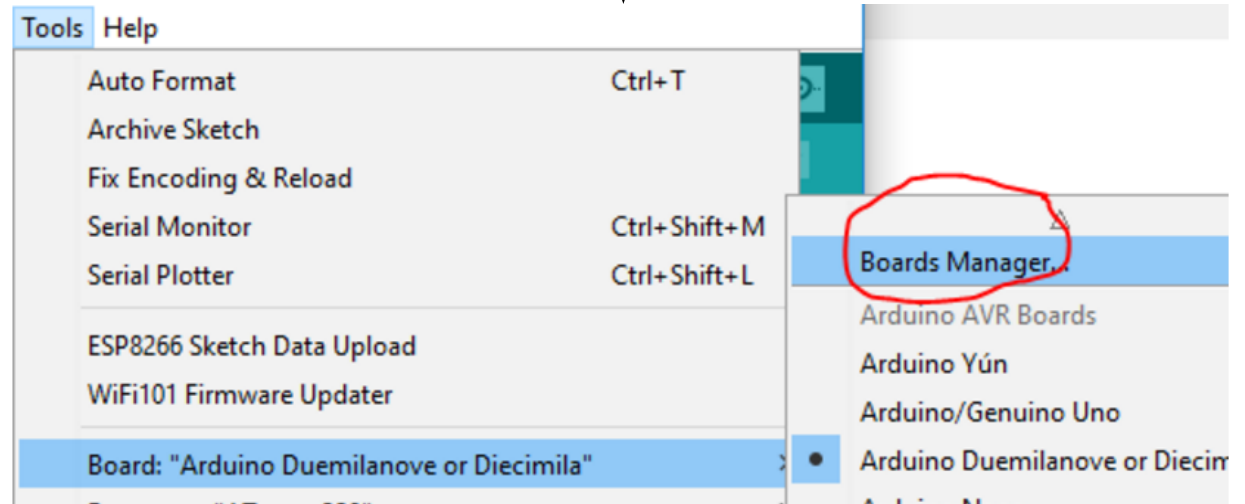 Tools Help
Auto Format Ctrl+T
Archive Sketch
Fix Encoding & Reload
Serial Monitor Ctrl+Shift+M
Serial Plotter Ctrl+Shift+L
ESP8266 Sketch Data Upload
WiFi101 Firmware Updater
Board: "Arduino Duemilanove or Diecimila"
Boards Manager...
Arduino AVR Boards
Arduino Yún
Arduino/Genuino Uno
Arduino Duemilanove or Diecim